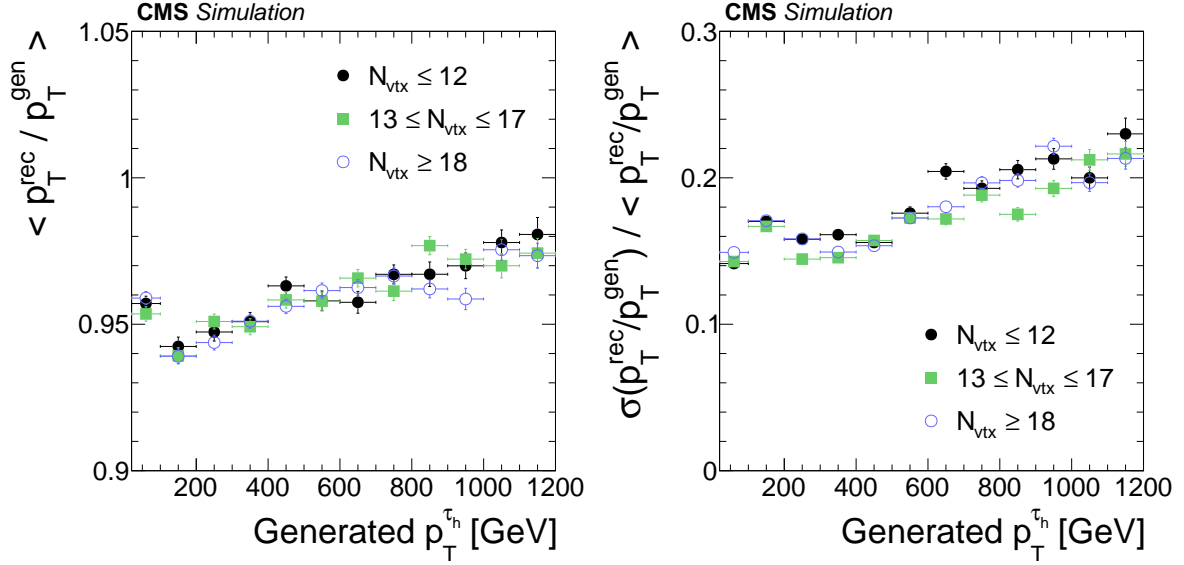 CMS Simulation
< p_T^rec / p_T^gen >
1.05
1
0.95
0.9
N_vtx ≤ 12
13 ≤ N_vtx ≤ 17
N_vtx ≥ 18
200 400 600 800 1000 1200
Generated p_T^τ_h [GeV]
CMS Simulation
σ(p_T^rec/p_T^gen) / < p_T^rec/p_T^gen >
0.3
0.2
0.1
0
N_vtx ≤ 12
13 ≤ N_vtx ≤ 17
N_vtx ≥ 18
200 400 600 800 1000 1200
Generated p_T^τ_h [GeV]